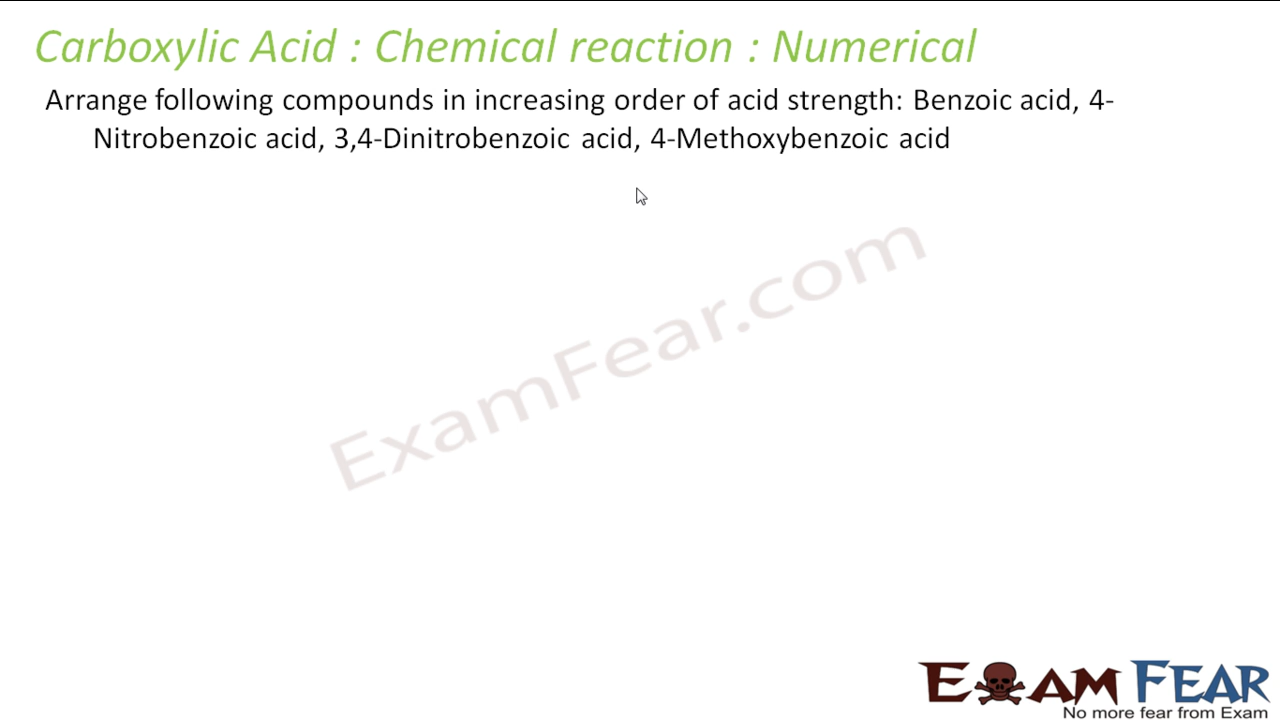 Carboxylic Acid : Chemical reaction : Numerical
Arrange following compounds in increasing order of acid strength: Benzoic acid, 4-
Nitrobenzoic acid, 3,4-Dinitrobenzoic acid, 4-Methoxybenzoic acid
ExamFear.com
EXAM FEAR
No more fear from Exam